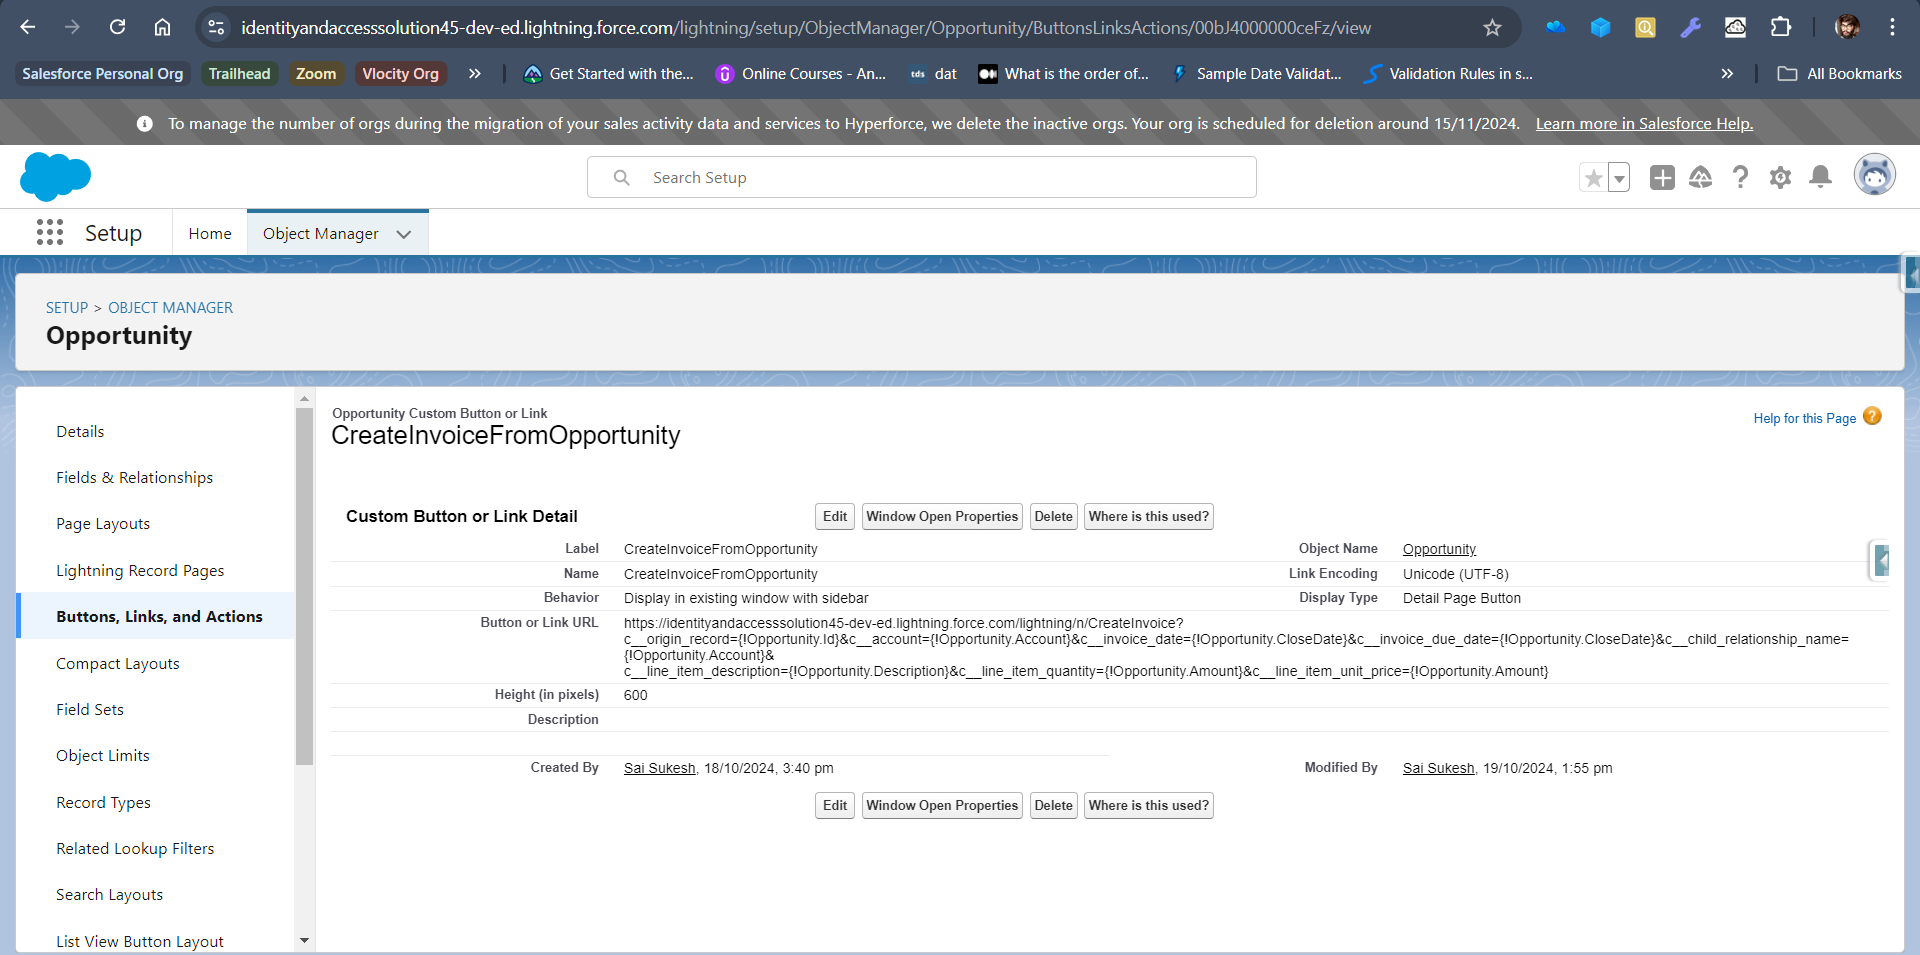 identityandaccesssolution45-dev-ed.lightning.force.com/lightning/setup/ObjectManager/Opportunity/ButtonsLinksActions/00bJ4000000ceFz/view
Salesforce Personal Org Trailhead Zoom Vlocity Org Get Started with the... Online Courses - An... tds dat What is the order of... Sample Date Validat... Validation Rules in s... All Bookmarks
To manage the number of orgs during the migration of your sales activity data and services to Hyperforce, we delete the inactive orgs. Your org is scheduled for deletion around 15/11/2024. Learn more in Salesforce Help.
Search Setup
Setup Home Object Manager
SETUP > OBJECT MANAGER
Opportunity
Details
Fields & Relationships
Page Layouts
Lightning Record Pages
Buttons, Links, and Actions
Compact Layouts
Field Sets
Object Limits
Record Types
Related Lookup Filters
Search Layouts
List View Button Layout
Opportunity Custom Button or Link
CreateInvoiceFromOpportunity
Help for this Page ?
Custom Button or Link Detail Edit Window Open Properties Delete Where is this used?
Label CreateInvoiceFromOpportunity Object Name Opportunity
Name CreateInvoiceFromOpportunity Link Encoding Unicode (UTF-8)
Behavior Display in existing window with sidebar Display Type Detail Page Button
Button or Link URL https://identityandaccesssolution45-dev-ed.lightning.force.com/lightning/n/CreateInvoice?
c__origin_record={!Opportunity.Id}&c__account={!Opportunity.Account}&c__invoice_date={!Opportunity.CloseDate}&c__invoice_due_date={!Opportunity.CloseDate}&c__child_relationship_name=
{!Opportunity.Account}&
c__line_item_description={!Opportunity.Description}&c__line_item_quantity={!Opportunity.Amount}&c__line_item_unit_price={!Opportunity.Amount}
Height (in pixels) 600
Description
Created By Sai Sukesh, 18/10/2024, 3:40 pm Modified By Sai Sukesh, 19/10/2024, 1:55 pm
Edit Window Open Properties Delete Where is this used?